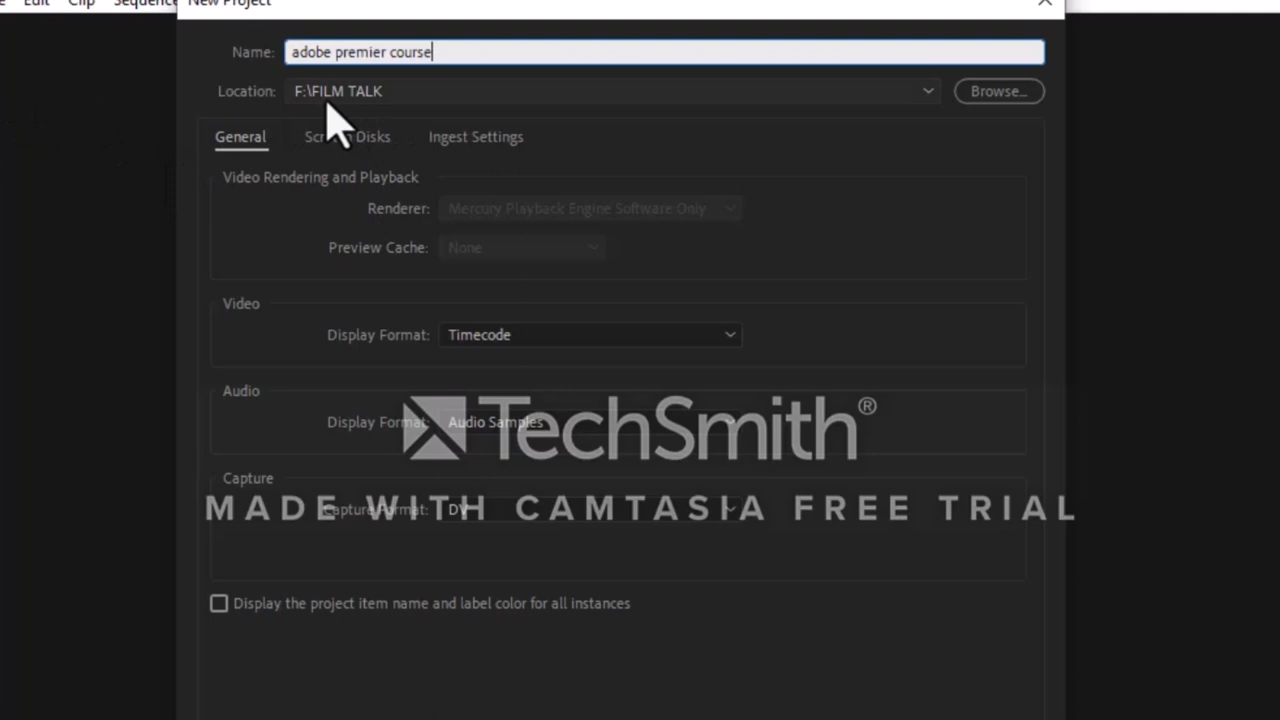 Edit Clip Sequence New Project
Name: adobe premier course
Location: F:\FILM TALK Browse...
General Scratch Disks Ingest Settings
Video Rendering and Playback
Renderer: Mercury Playback Engine Software Only
Preview Cache: None
Video
Display Format: Timecode
Audio
Display Format: Audio Samples
TechSmith®
Capture
Capture Format: DV
MADE WITH CAMTASIA FREE TRIAL
Display the project item name and label color for all instances